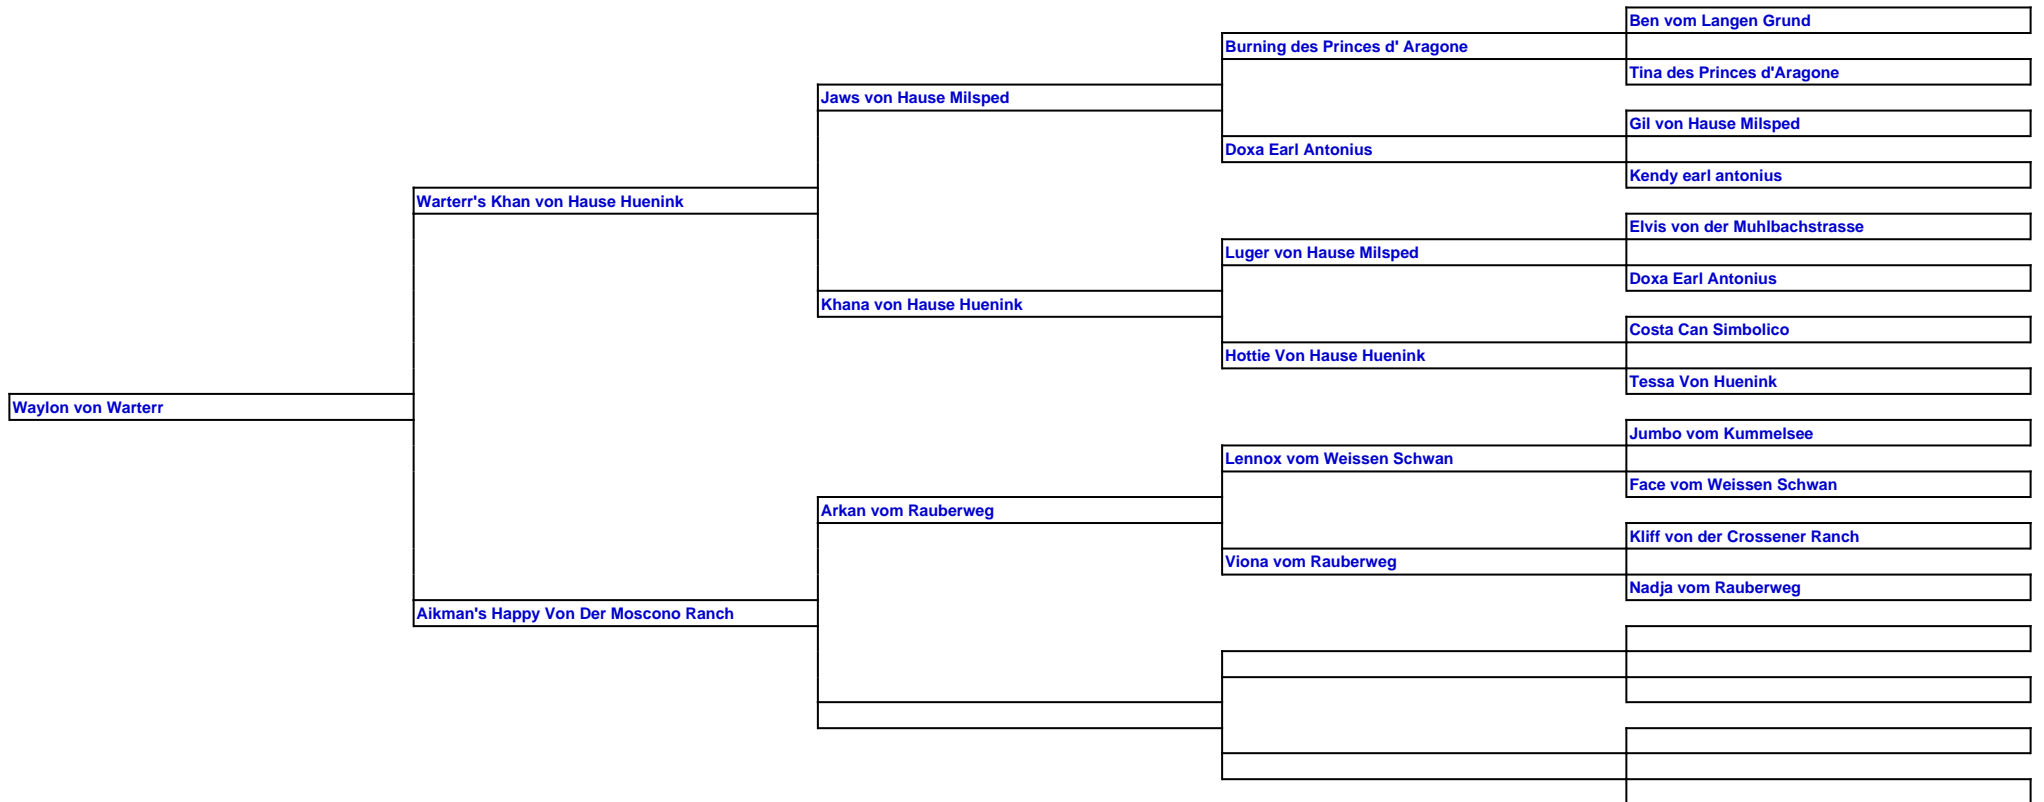 Ben vom Langen Grund
Burning des Princes d' Aragone
Tina des Princes d'Aragone
Jaws von Hause Milsped
Gil von Hause Milsped
Doxa Earl Antonius
Kendy earl antonius
Warterr's Khan von Hause Huenink
Elvis von der Muhlbachstrasse
Luger von Hause Milsped
Doxa Earl Antonius
Khana von Hause Huenink
Costa Can Simbolico
Hottie Von Hause Huenink
Tessa Von Huenink
Waylon von Warterr
Jumbo vom Kummelsee
Lennox vom Weissen Schwan
Face vom Weissen Schwan
Arkan vom Rauberweg
Kliff von der Crossener Ranch
Viona vom Rauberweg
Nadja vom Rauberweg
Aikman's Happy Von Der Moscono Ranch